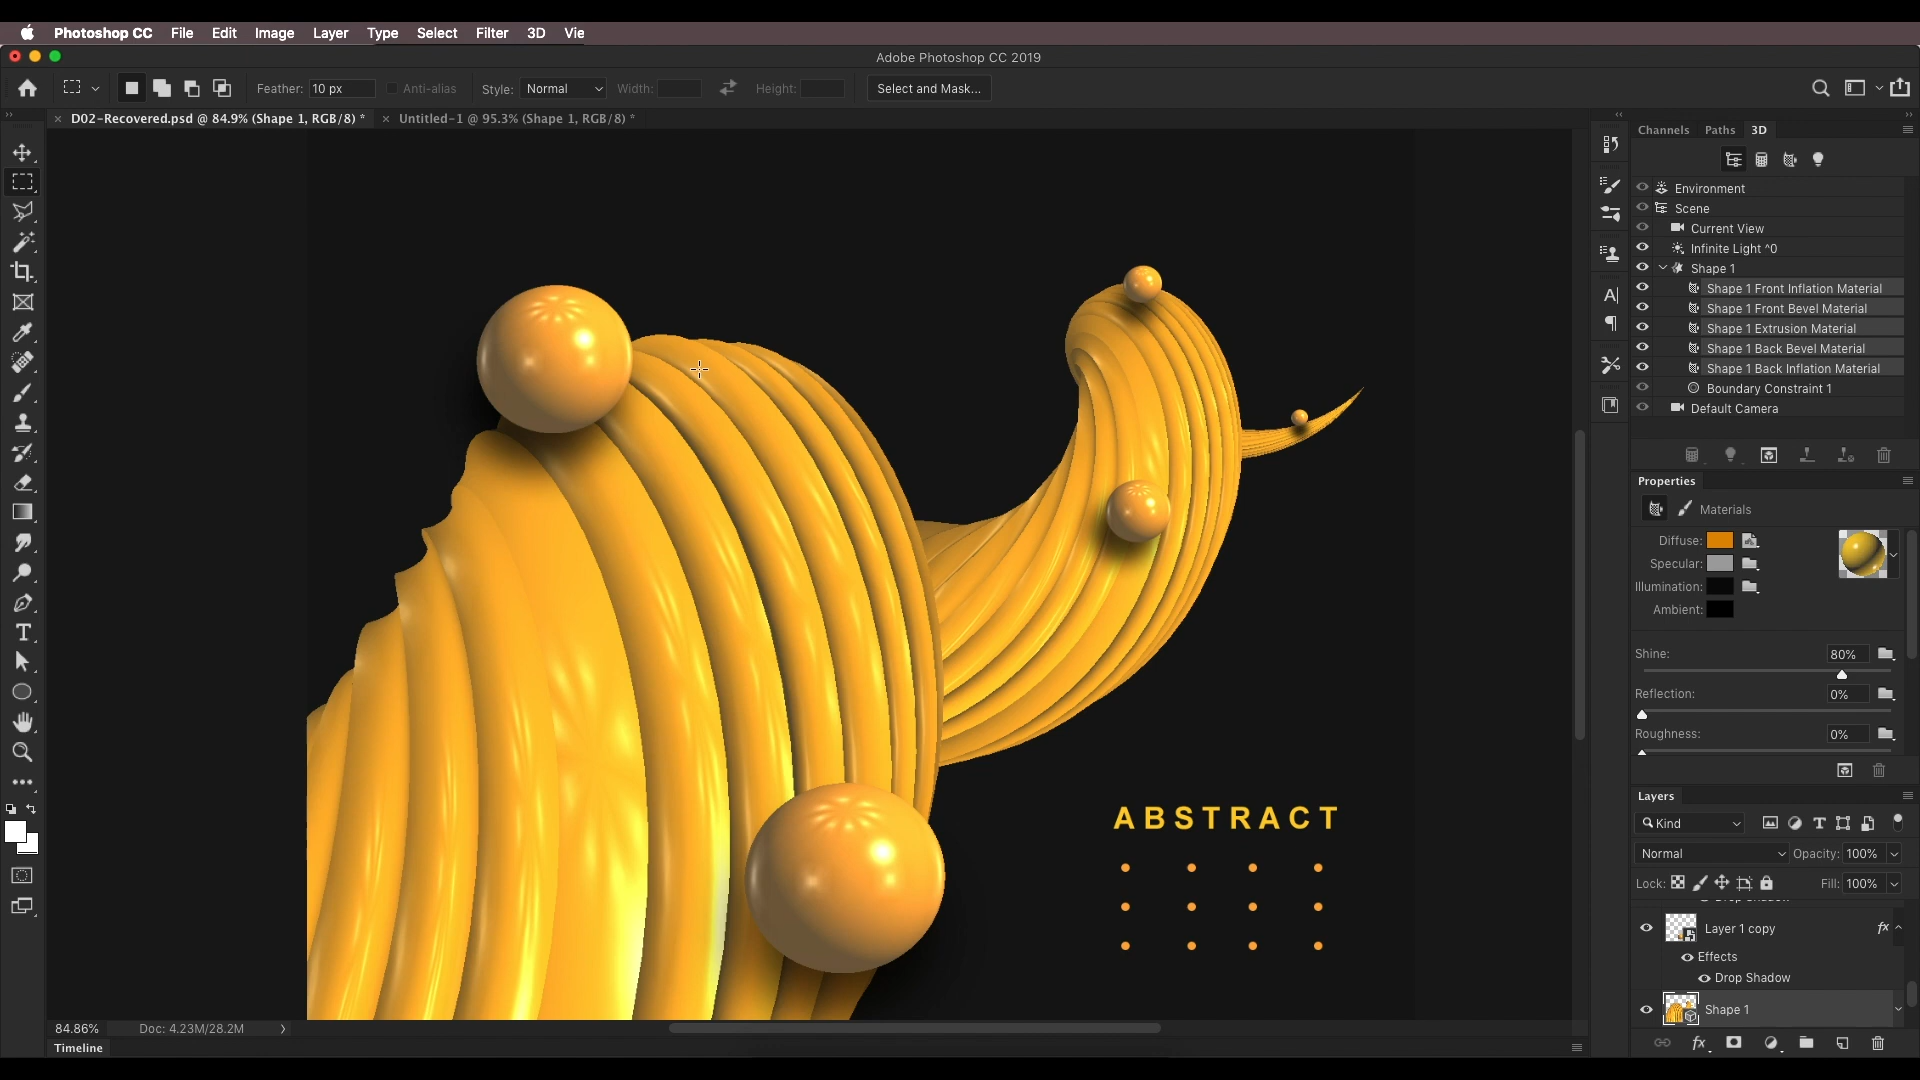 Photoshop CC File Edit Image Layer Type Select Filter 3D Vie
Adobe Photoshop CC 2019
Feather: 10 px Anti-alias Style: Normal Width: Height: Select and Mask...
D02-Recovered.psd @ 84.9% (Shape 1, RGB/8) * Untitled-1 @ 95.3% (Shape 1, RGB/8) *
Channels Paths 3D
Environment
Scene
Current View
Infinite Light ^0
Shape 1
Shape 1 Front Inflation Material
Shape 1 Front Bevel Material
Shape 1 Extrusion Material
Shape 1 Back Bevel Material
Shape 1 Back Inflation Material
Boundary Constraint 1
Default Camera
Properties
Materials
Diffuse:
Specular:
Illumination:
Ambient:
Shine: 80%
Reflection: 0%
Roughness: 0%
Layers
Kind
Normal Opacity: 100%
Lock: Fill: 100%
Layer 1 copy fx
Effects
Drop Shadow
Shape 1
fx
ABSTRACT
84.86% Doc: 4.23M/28.2M
Timeline